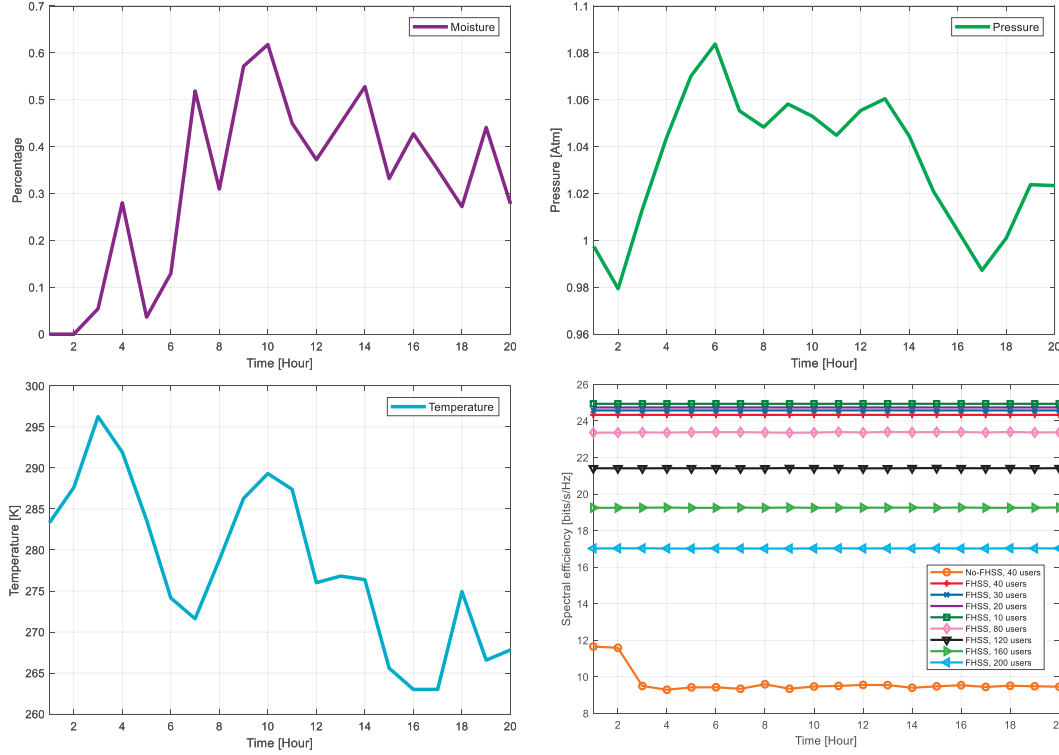 Moisture
Percentage
0.7
0.6
0.5
0.4
0.3
0.2
0.1
0
2 4 6 8 10 12 14 16 18 20
Time [Hour]
Pressure
Pressure [Atm]
1.1
1.08
1.06
1.04
1.02
1
0.98
0.96
2 4 6 8 10 12 14 16 18 20
Time [Hour]
Temperature
Temperature [K]
300
295
290
285
280
275
270
265
260
2 4 6 8 10 12 14 16 18 20
Time [Hour]
Spectral efficiency [bits/s/Hz]
26
24
22
20
18
16
14
12
10
8
No-FHSS, 40 users
FHSS, 40 users
FHSS, 30 users
FHSS, 20 users
FHSS, 10 users
FHSS, 80 users
FHSS, 120 users
FHSS, 160 users
FHSS, 200 users
2 4 6 8 10 12 14 16 18 20
Time [Hour]